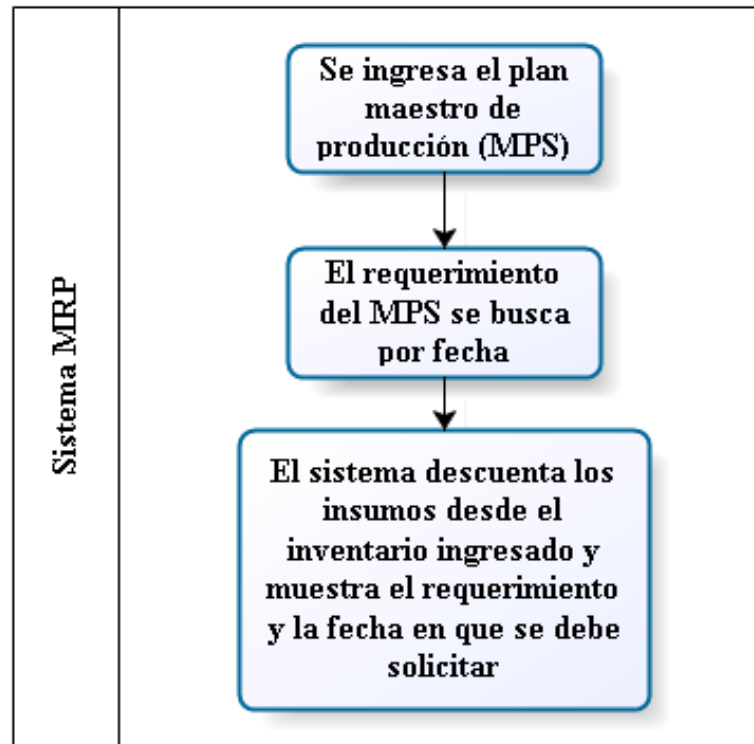 Sistema MRP
Se ingresa el plan
maestro de
producción (MPS)
El requerimiento
del MPS se busca
por fecha
El sistema descuenta los
insumos desde el
inventario ingresado y
muestra el requerimiento
y la fecha en que se debe
solicitar